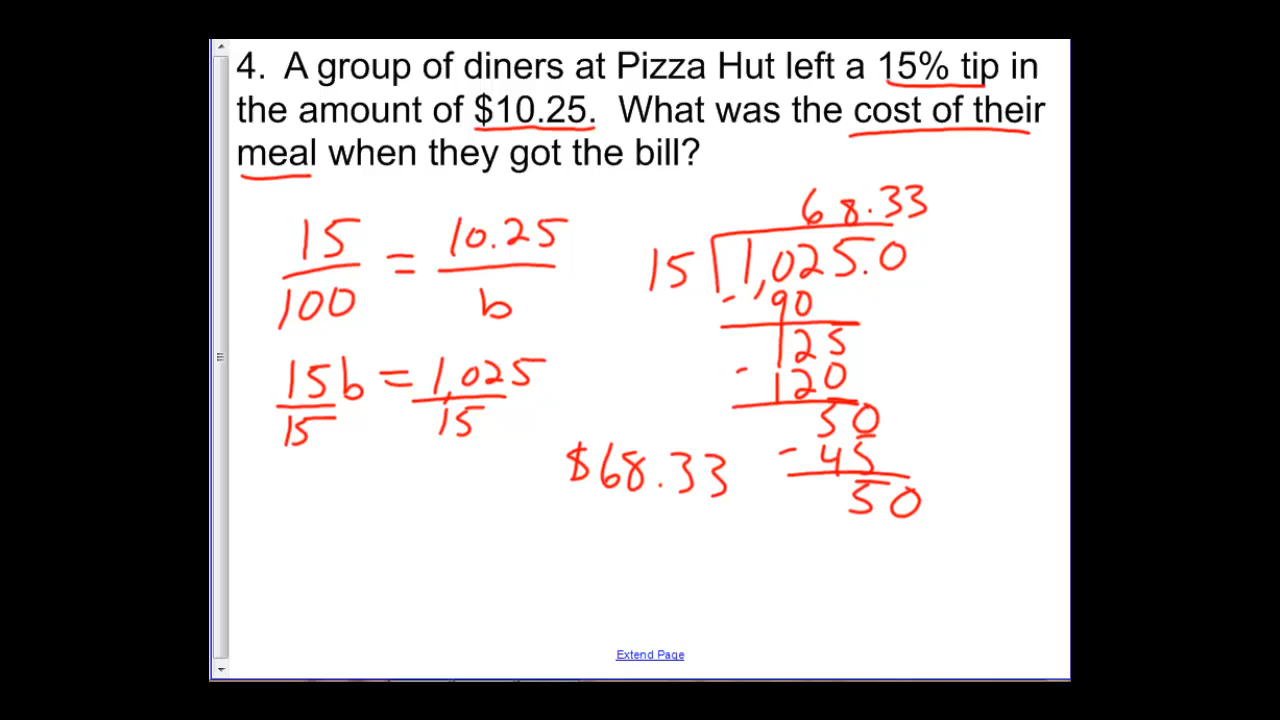 4. A group of diners at Pizza Hut left a 15% tip in
the amount of $10.25. What was the cost of their
meal when they got the bill?
15/100 = 10.25/b
15b/15 = 1,025/15
$68.33
68.33
15 1,025.0
- 90
125
- 120
50
- 45
50
Extend Page